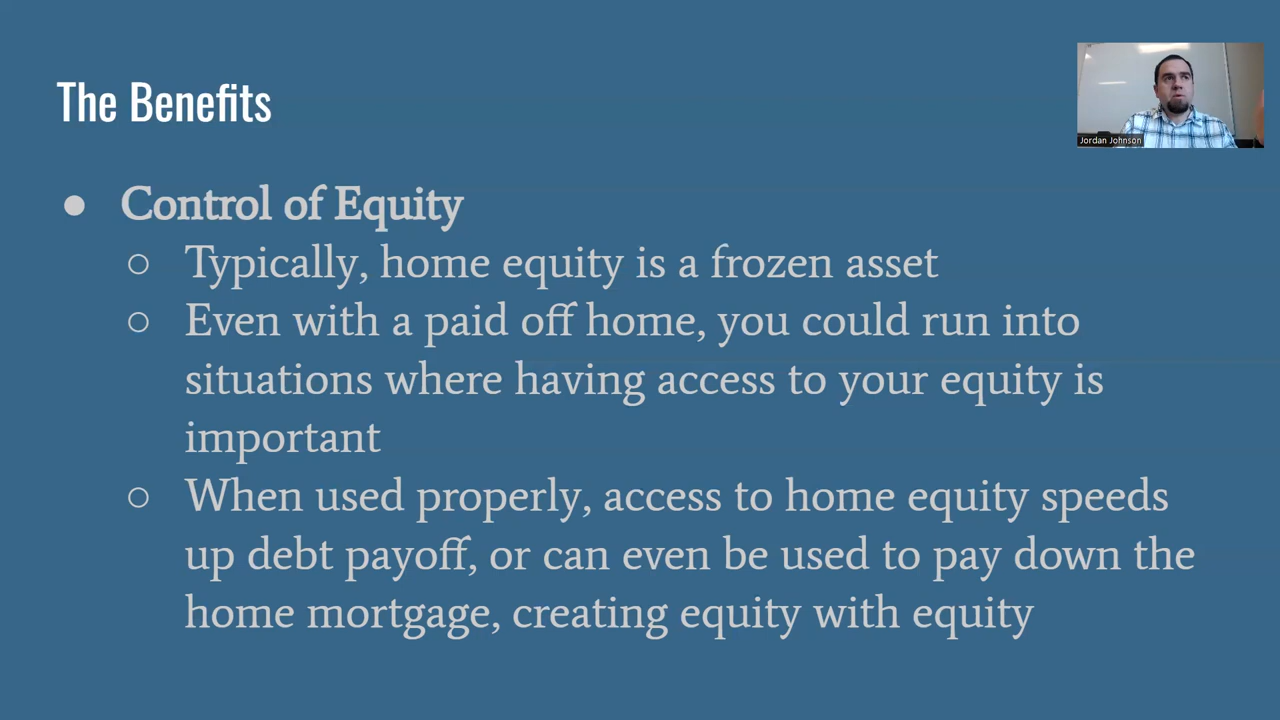 The Benefits
Jordan Johnson
● Control of Equity
○ Typically, home equity is a frozen asset
○ Even with a paid off home, you could run into
situations where having access to your equity is
important
○ When used properly, access to home equity speeds
up debt payoff, or can even be used to pay down the
home mortgage, creating equity with equity